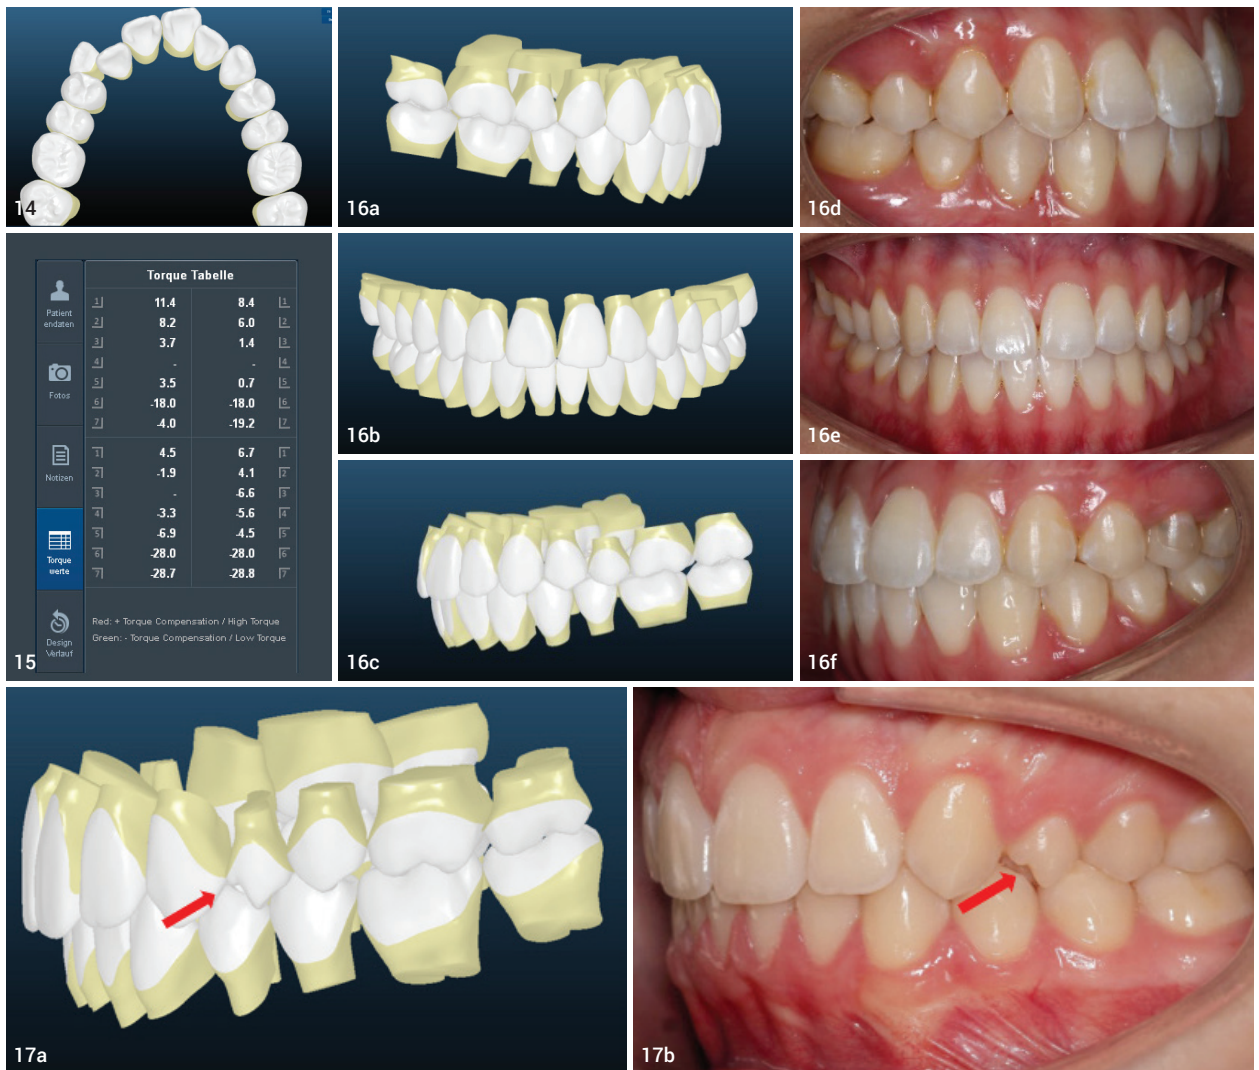 14
16a
16d
Torque Tabelle
Patient
endaten
Fotos
Notizen
Torque
werte
Design
Verlauf
1 11.4 8.4 1
2 8.2 6.0 2
3 3.7 1.4 3
4 - - 4
5 3.5 0.7 5
6 -18.0 -18.0 6
7 -4.0 -19.2 7
1 4.5 6.7 1
2 -1.9 4.1 2
3 - -6.6 3
4 -3.3 -5.6 4
5 -6.9 -4.5 5
6 -28.0 -28.0 6
7 -28.7 -28.8 7
Red: + Torque Compensation / High Torque
Green: - Torque Compensation / Low Torque
15
16b
16e
16c
16f
17a
17b